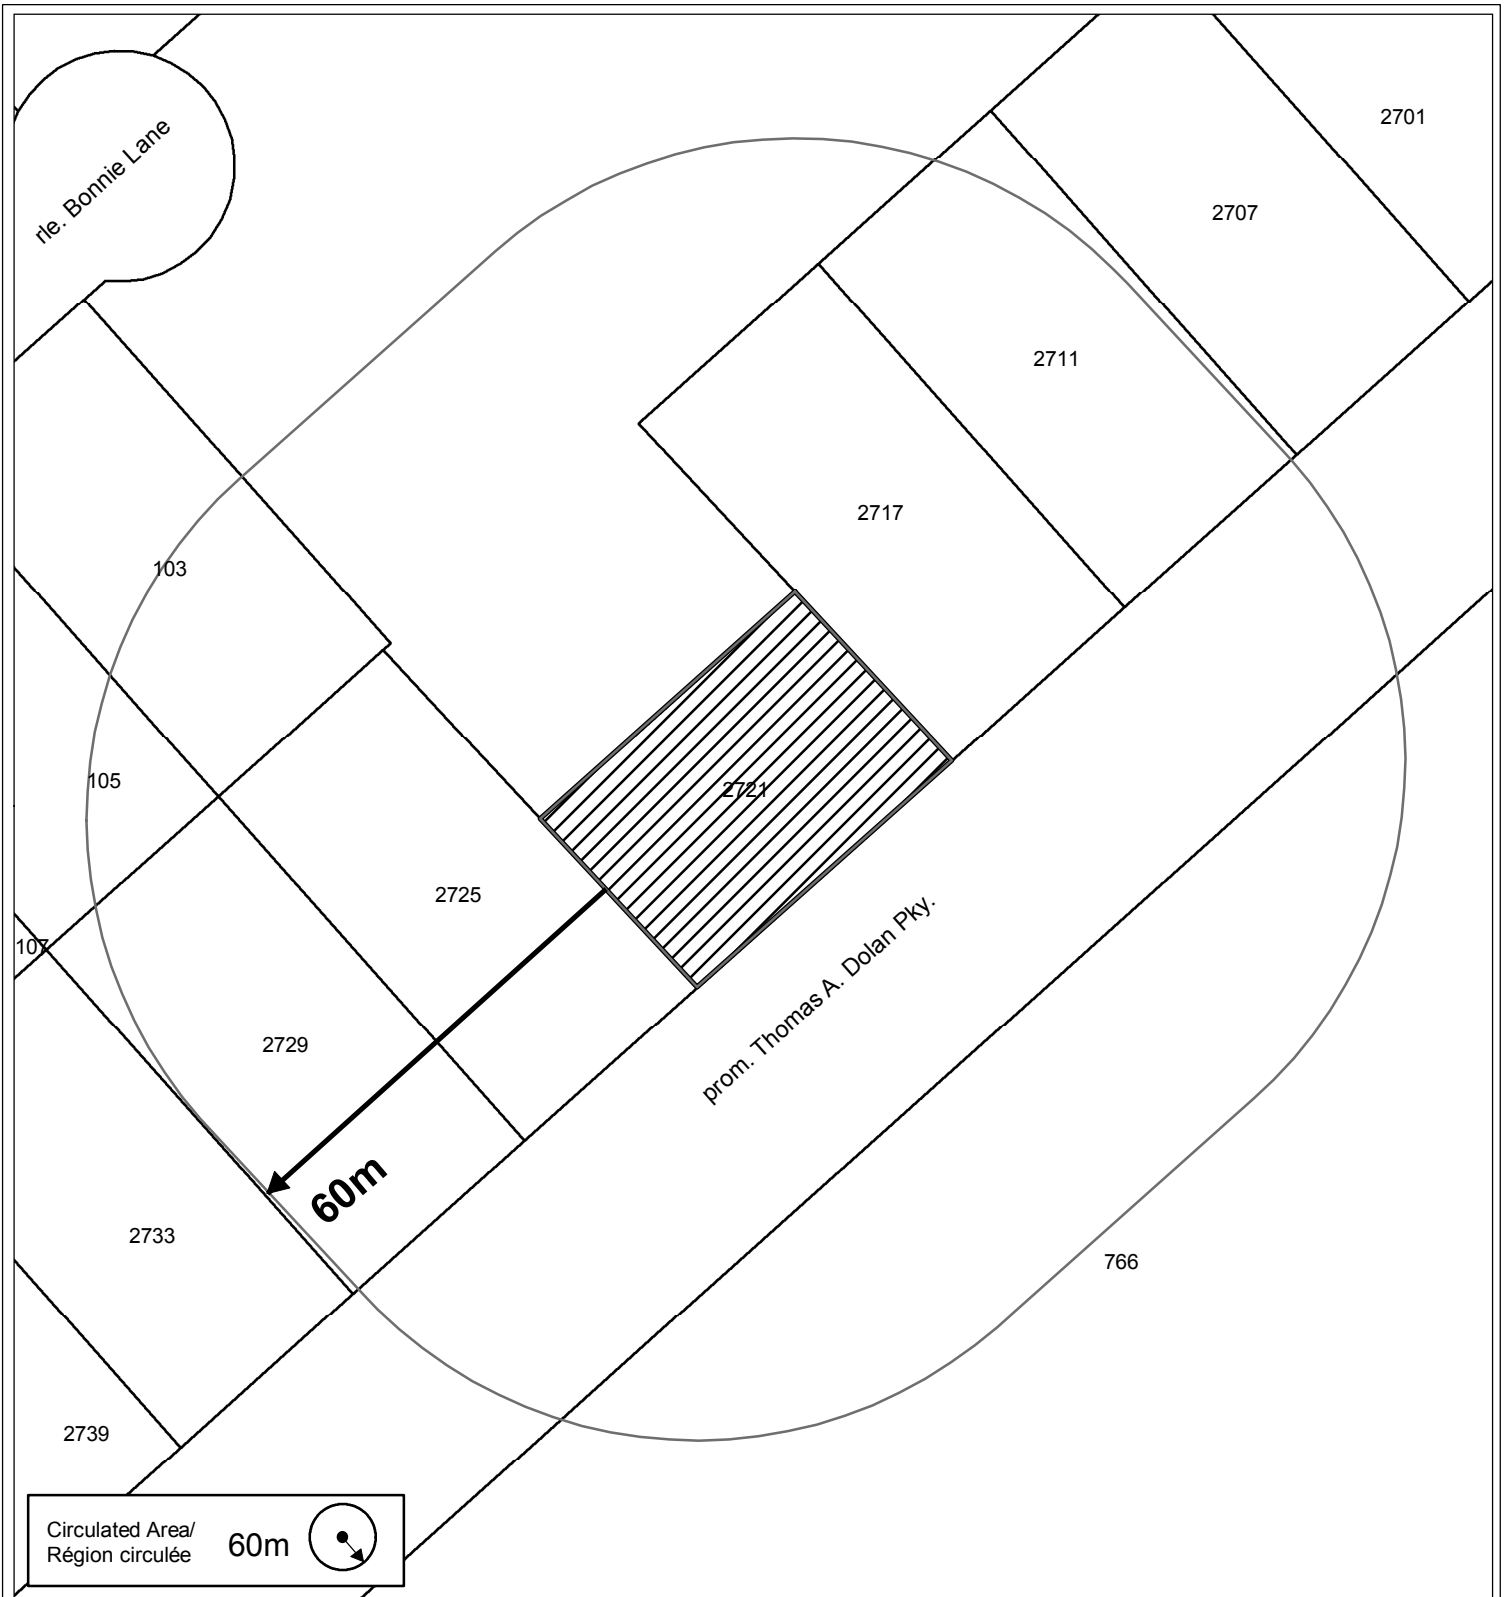 2701
rle. Bonnie Lane
2707
2711
2717
103
105
2721
2725
107
prom. Thomas A. Dolan Pky.
2729
60m
2733
766
2739
Circulated Area/
Région circulée
60m